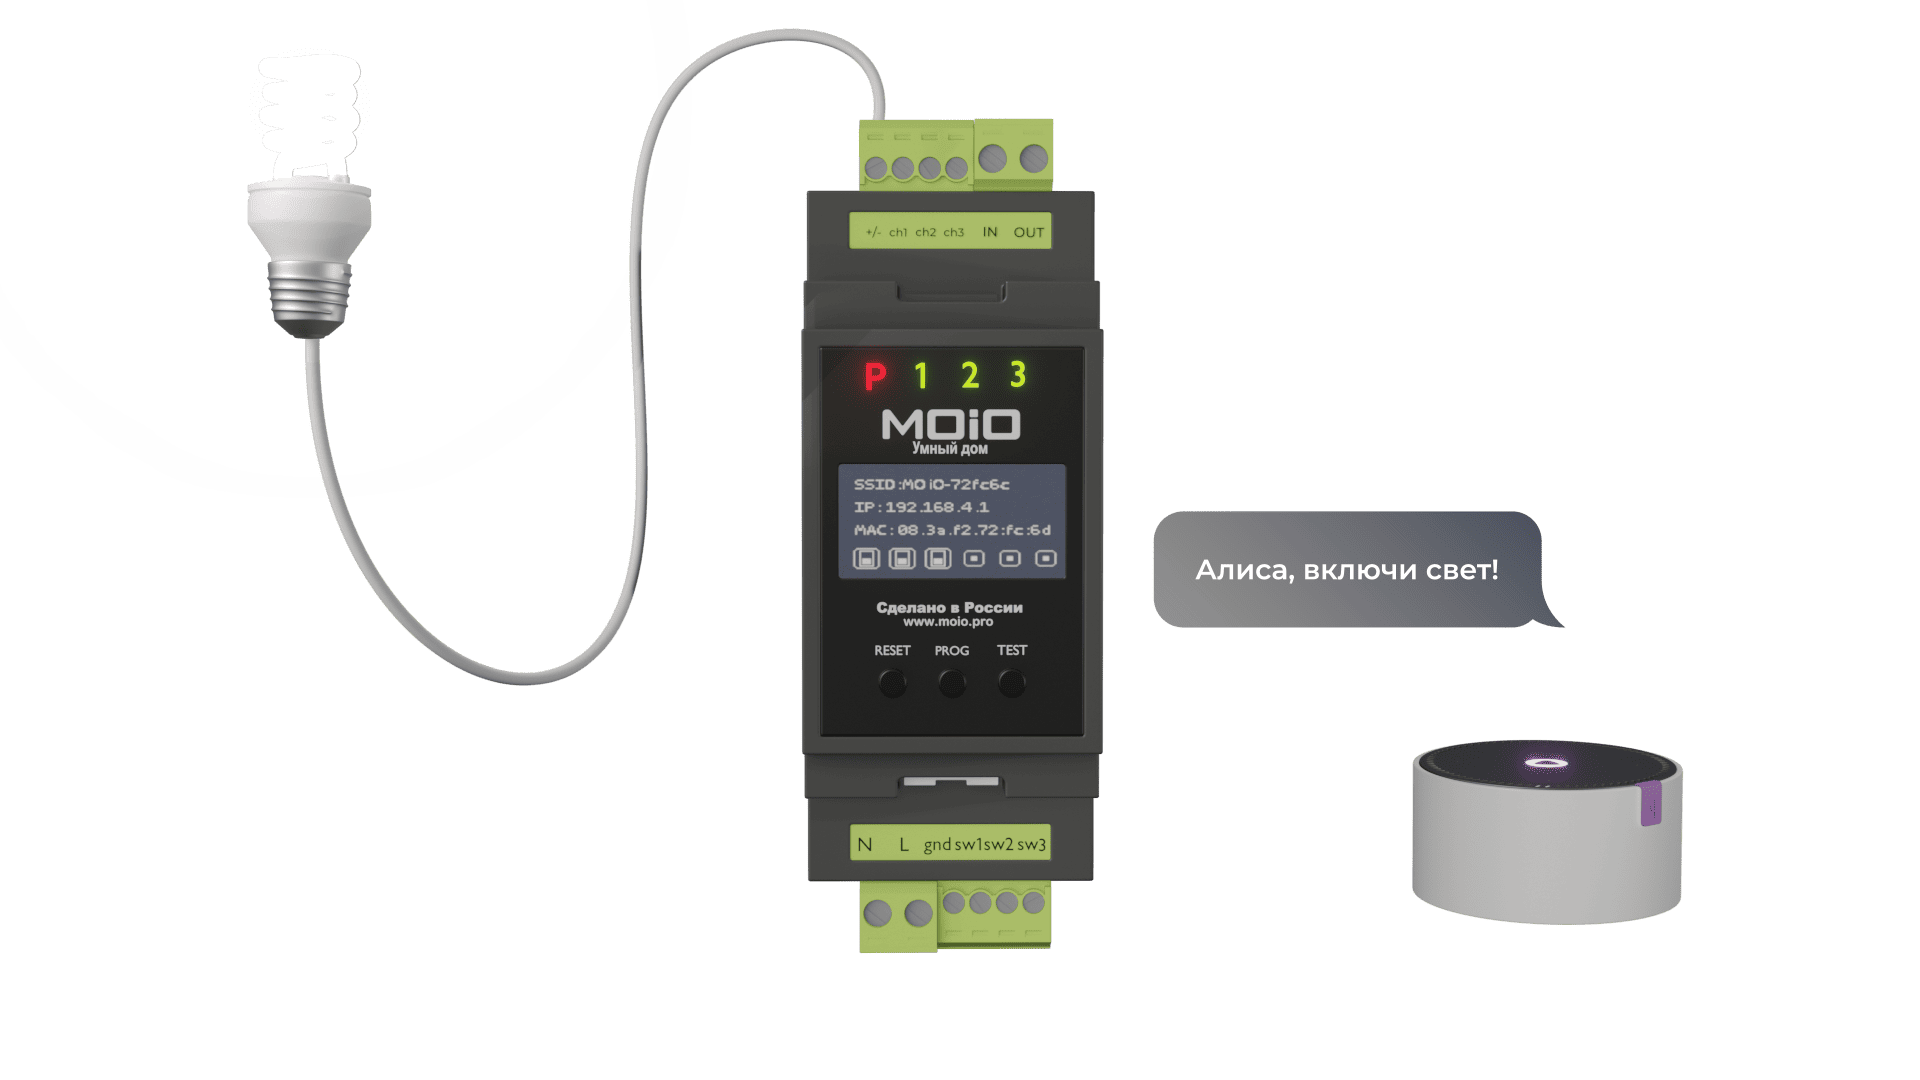 +/- ch1 ch2 ch3 IN OUT
P 1 2 3
MOiO
Умный дом
SSID:MOiO-72fc6c
IP:192.168.4.1
MAC:08.3a.f2.72:fc:6d
Сделано в России
www.moio.pro
RESET PROG TEST
N L gnd sw1 sw2 sw3
Алиса, включи свет!